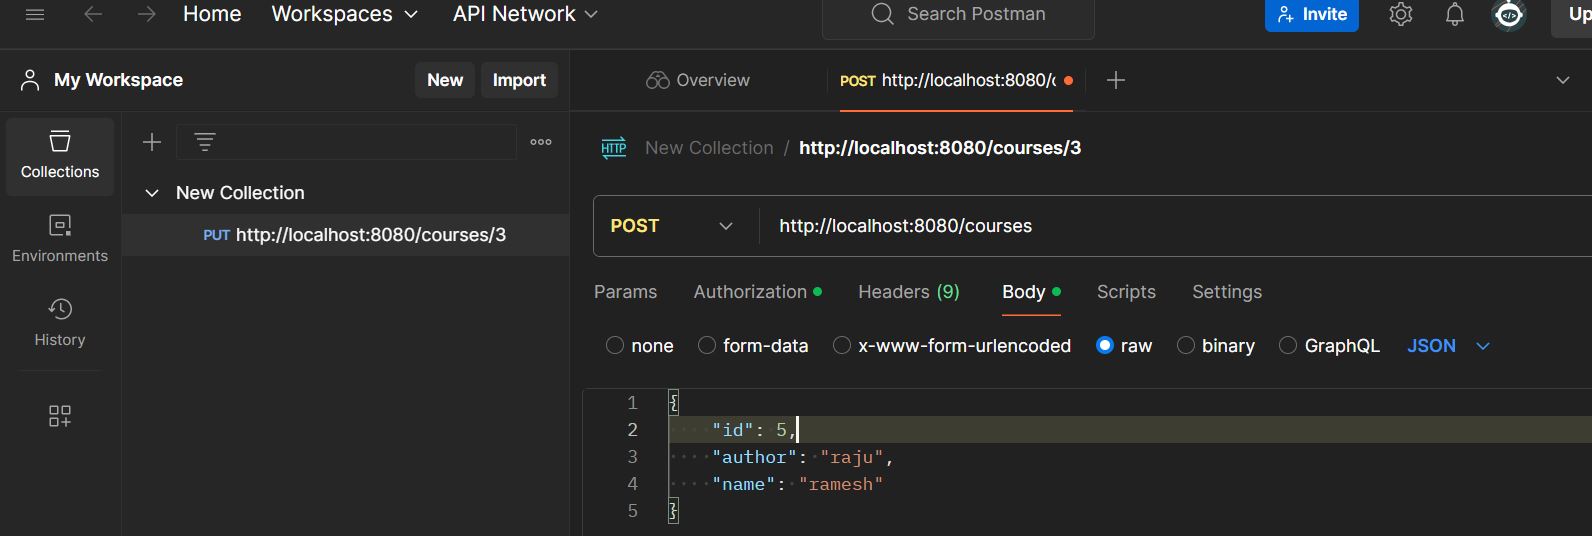 Home Workspaces API Network Search Postman Invite Up
My Workspace New Import Overview POST http://localhost:8080/c
Collections
HTTP New Collection / http://localhost:8080/courses/3
New Collection
PUT http://localhost:8080/courses/3
POST http://localhost:8080/courses
Environments
Params Authorization Headers (9) Body Scripts Settings
History
none form-data x-www-form-urlencoded raw binary GraphQL JSON
1 {
2 "id": 5,
3 "author": "raju",
4 "name": "ramesh"
5 }